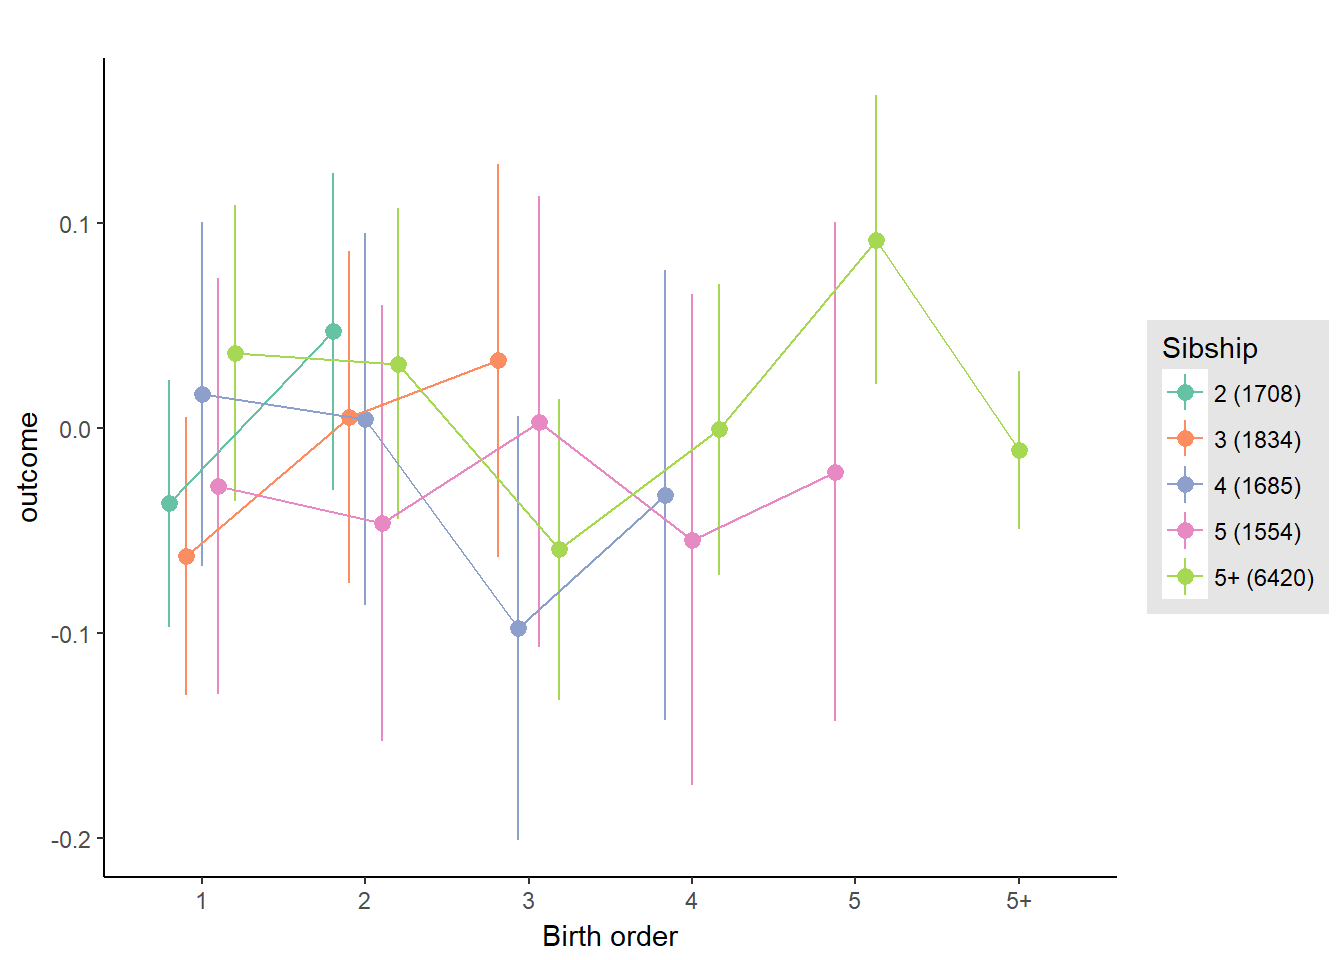 0.1
0.0
-0.1
-0.2
outcome
1 2 3 4 5 5+
Birth order
Sibship
2 (1708)
3 (1834)
4 (1685)
5 (1554)
5+ (6420)